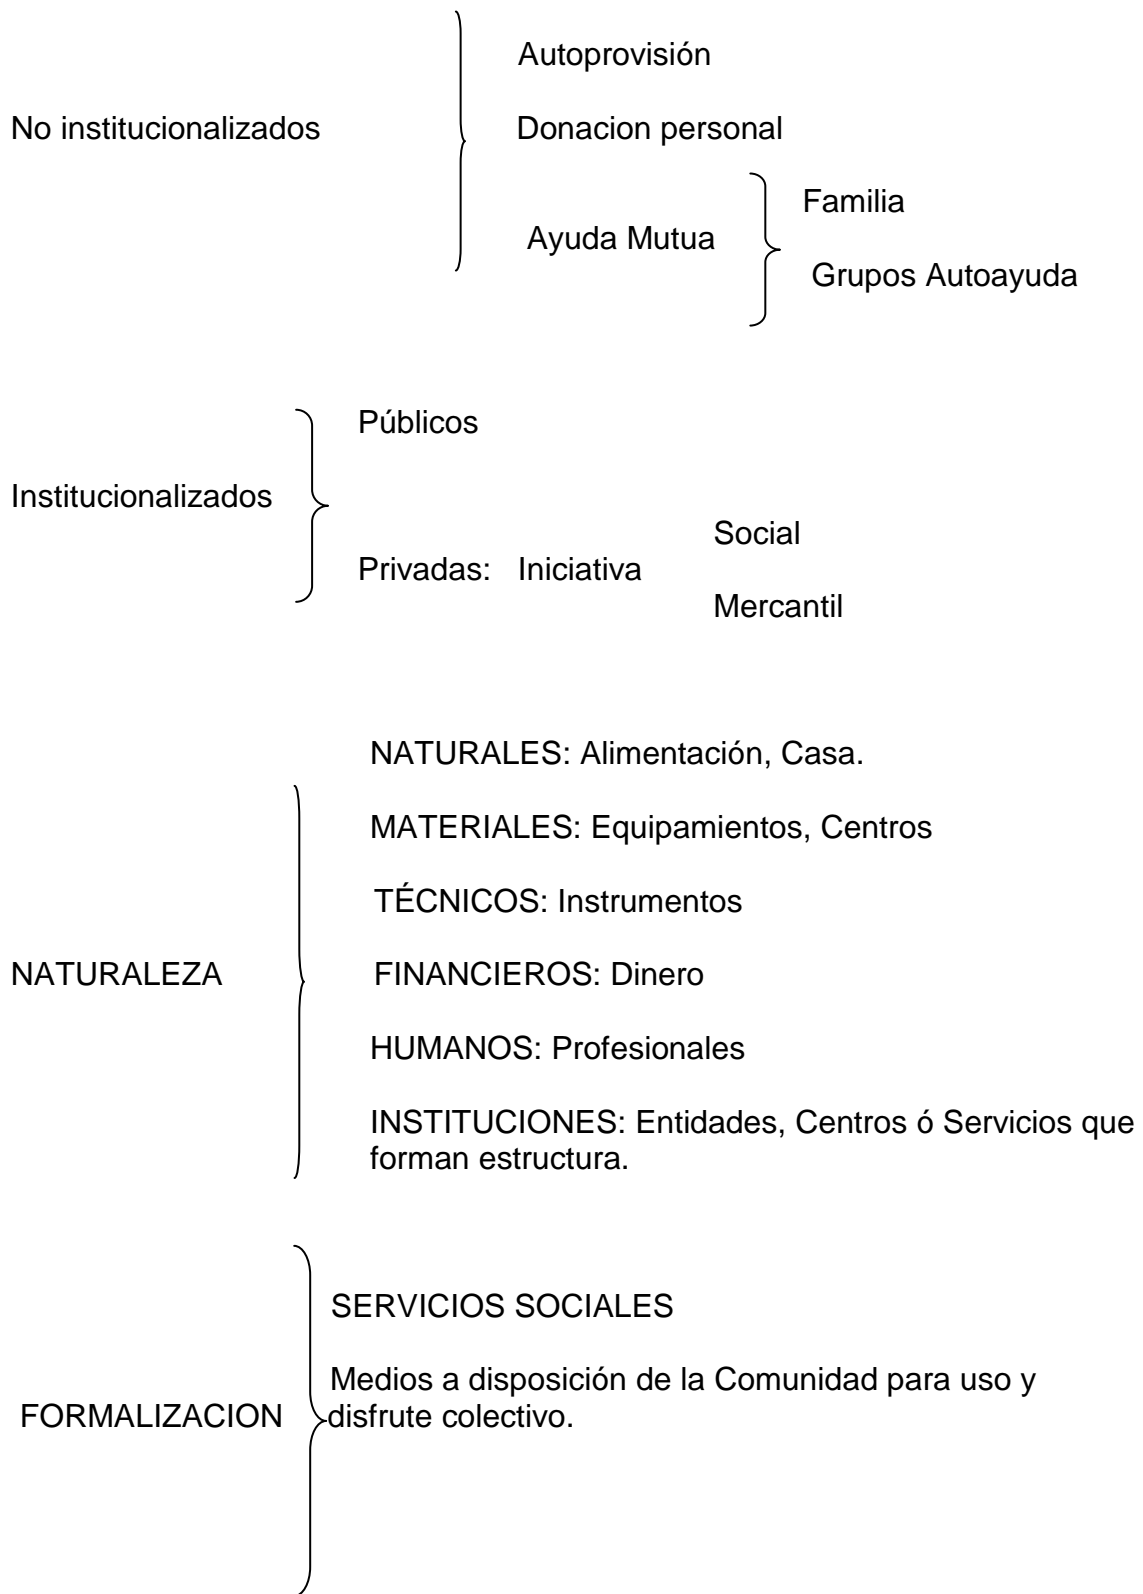 Autoprovisión
No institucionalizados
Donacion personal
Ayuda Mutua
Familia
Grupos Autoayuda
Institucionalizados
Públicos
Privadas: Iniciativa
Social
Mercantil
NATURALEZA
NATURALES: Alimentación, Casa.
MATERIALES: Equipamientos, Centros
TÉCNICOS: Instrumentos
FINANCIEROS: Dinero
HUMANOS: Profesionales
INSTITUCIONES: Entidades, Centros ó Servicios que
forman estructura.
FORMALIZACION
SERVICIOS SOCIALES
Medios a disposición de la Comunidad para uso y
disfrute colectivo.